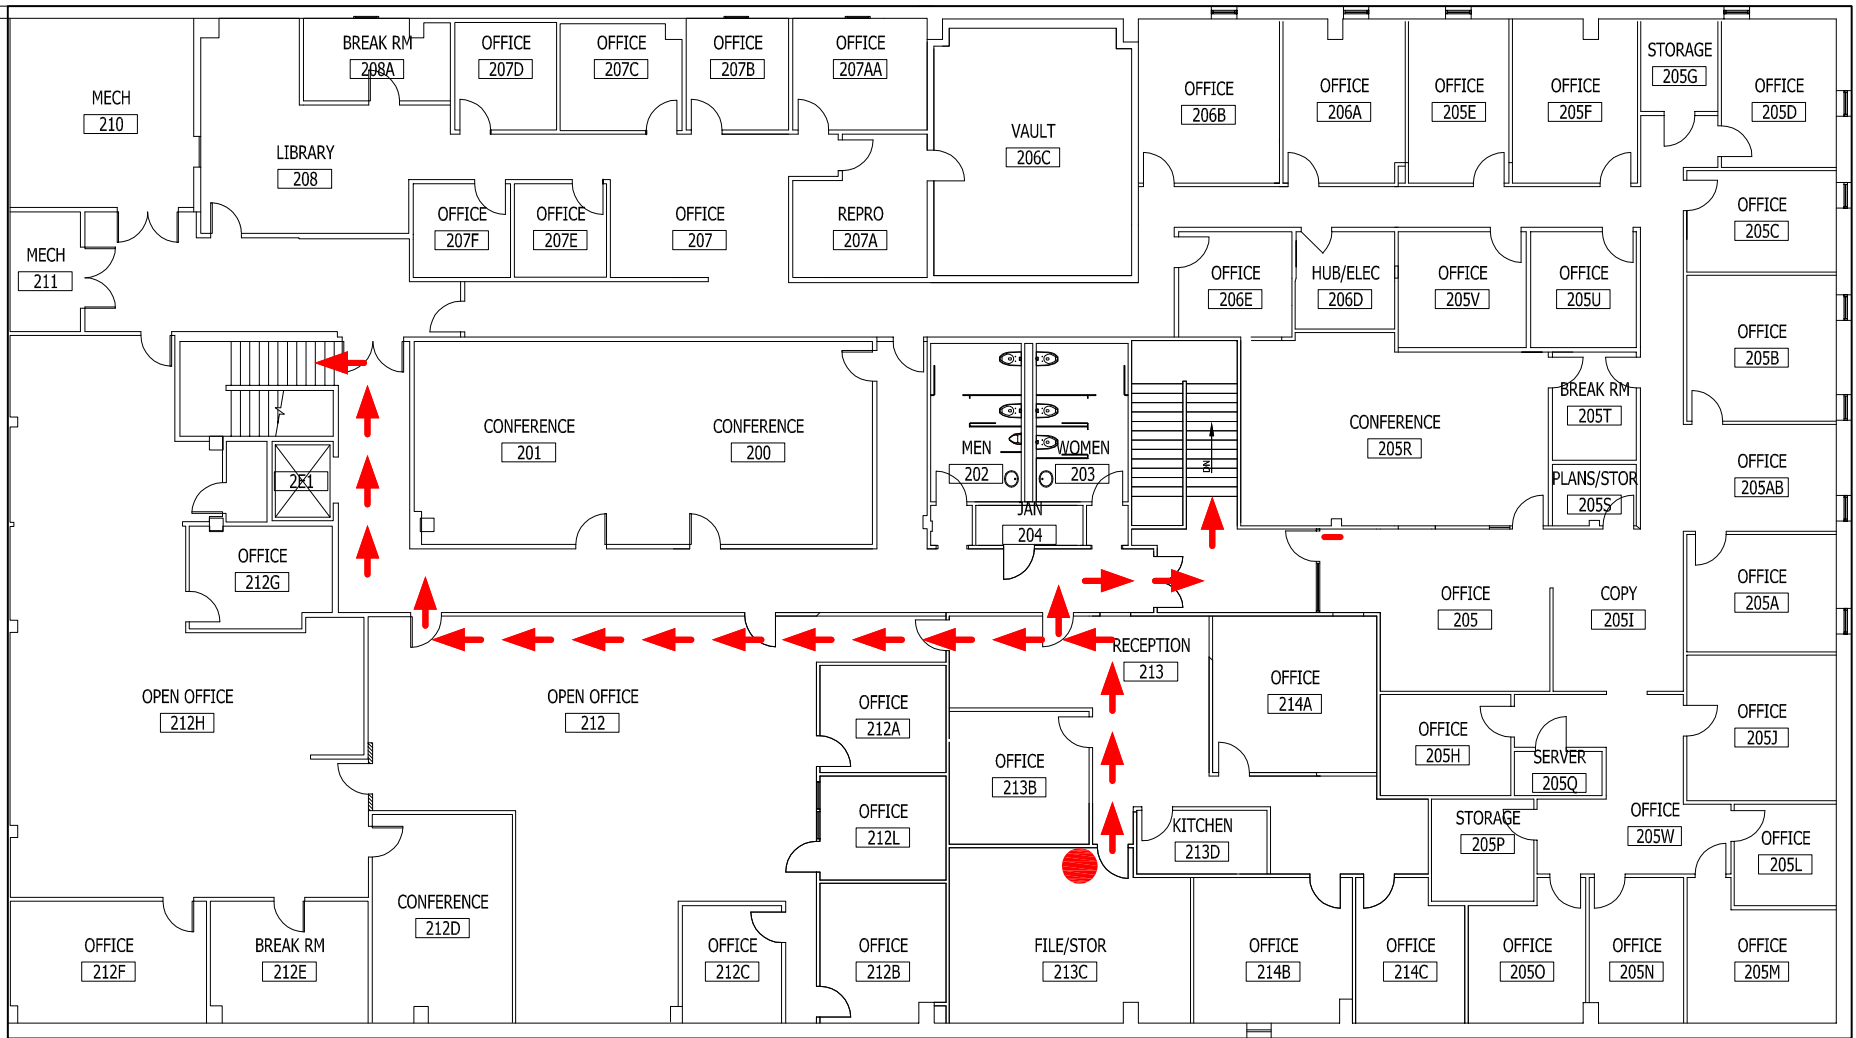 BREAK RM
208A
OFFICE
207D
OFFICE
207C
OFFICE
207B
OFFICE
207AA
STORAGE
205G
MECH
210
VAULT
206C
OFFICE
206B
OFFICE
206A
OFFICE
205E
OFFICE
205F
OFFICE
205D
LIBRARY
208
OFFICE
207F
OFFICE
207E
OFFICE
207
REPRO
207A
OFFICE
205C
MECH
211
OFFICE
206E
HUB/ELEC
206D
OFFICE
205V
OFFICE
205U
OFFICE
205B
BREAK RM
205T
CONFERENCE
201
CONFERENCE
200
MEN
202
WOMEN
203
CONFERENCE
205R
DN
2E1
PLANS/STOR
205S
OFFICE
205AB
JAN
204
OFFICE
212G
OFFICE
205
COPY
205I
OFFICE
205A
RECEPTION
213
OPEN OFFICE
212H
OPEN OFFICE
212
OFFICE
212A
OFFICE
214A
OFFICE
205H
OFFICE
205J
OFFICE
213B
SERVER
205Q
OFFICE
212L
KITCHEN
213D
STORAGE
205P
OFFICE
205W
OFFICE
205L
CONFERENCE
212D
OFFICE
212F
BREAK RM
212E
OFFICE
212C
OFFICE
212B
FILE/STOR
213C
OFFICE
214B
OFFICE
214C
OFFICE
205O
OFFICE
205N
OFFICE
205M